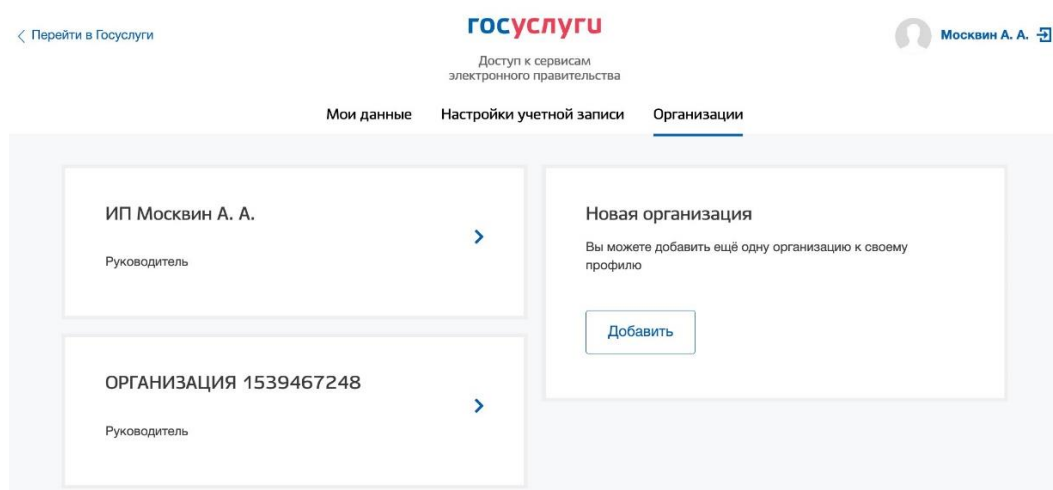 Перейти в Госуслуги
госуслуги
Москвин А. А.
Доступ к сервисам
электронного правительства
Мои данные Настройки учетной записи Организации
ИП Москвин А. А.
Руководитель
Новая организация
Вы можете добавить ещё одну организацию к своему
профилю
Добавить
ОРГАНИЗАЦИЯ 1539467248
Руководитель